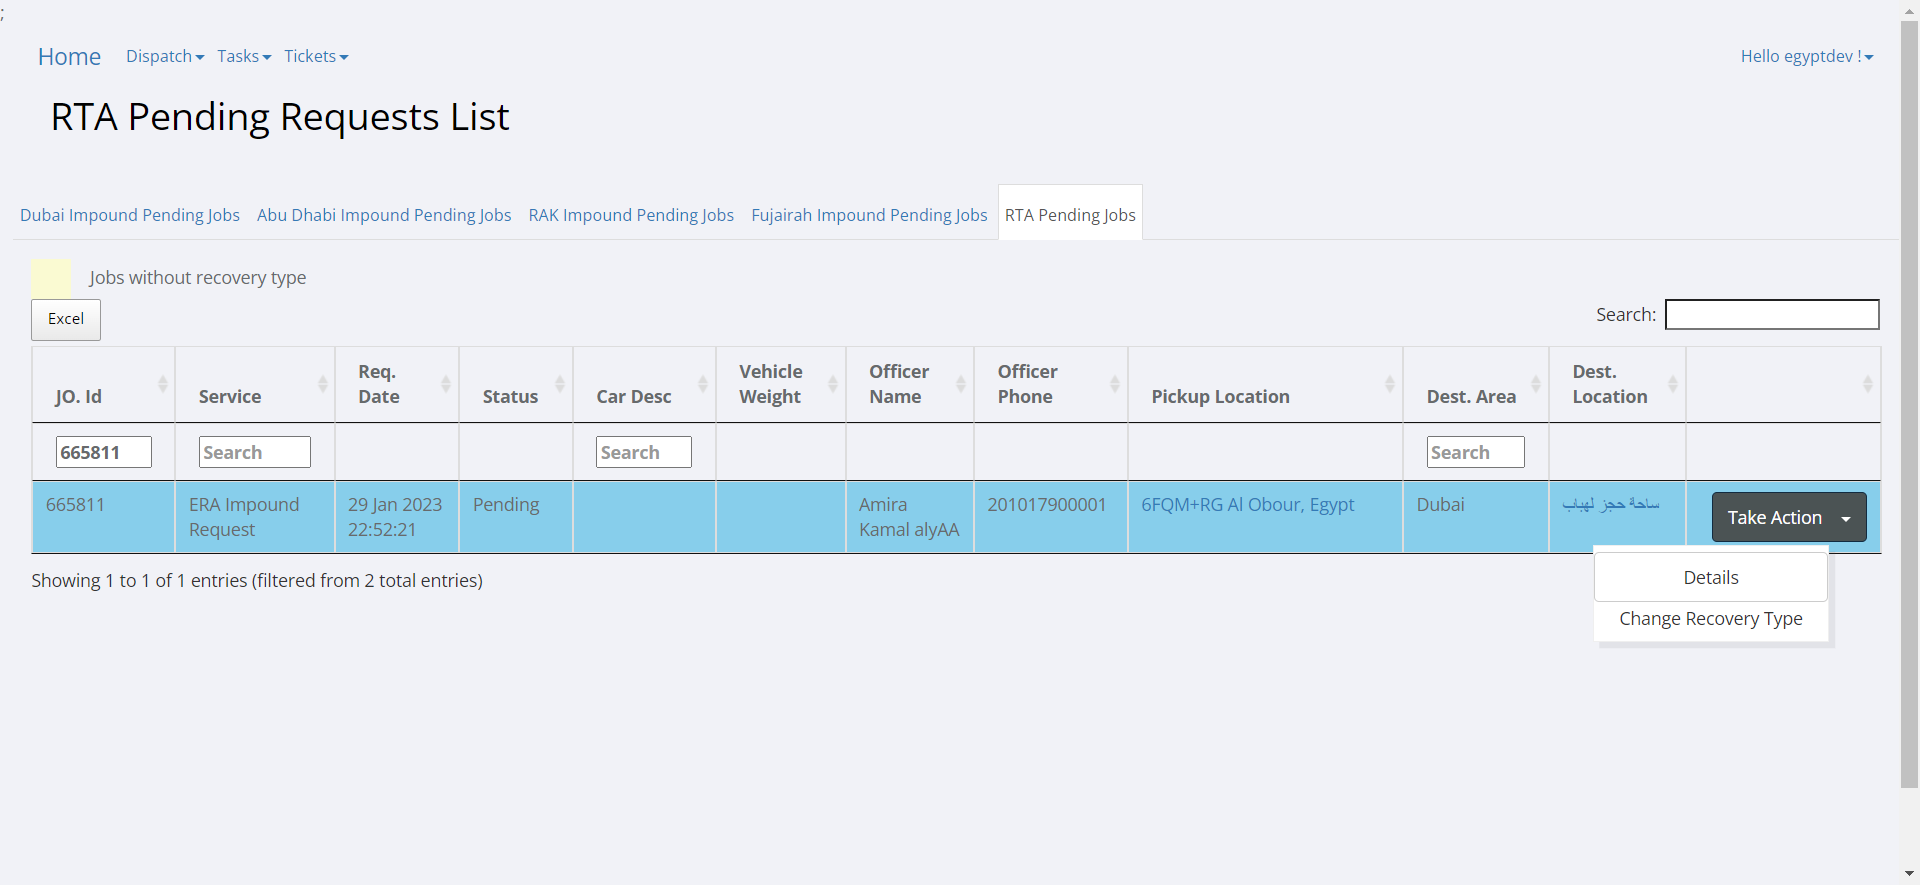 ;
Home Dispatch Tasks Tickets Hello egyptdev !
RTA Pending Requests List
Dubai Impound Pending Jobs Abu Dhabi Impound Pending Jobs RAK Impound Pending Jobs Fujairah Impound Pending Jobs RTA Pending Jobs
Jobs without recovery type
Excel Search:
JO. Id Service Req. Date Status Car Desc Vehicle Weight Officer Name Officer Phone Pickup Location Dest. Area Dest. Location
665811 Search Search Search
665811 ERA Impound Request 29 Jan 2023 22:52:21 Pending Amira Kamal alyAA 201017900001 6FQM+RG Al Obour, Egypt Dubai ساحة حجز لهباب Take Action
Showing 1 to 1 of 1 entries (filtered from 2 total entries)
Details
Change Recovery Type